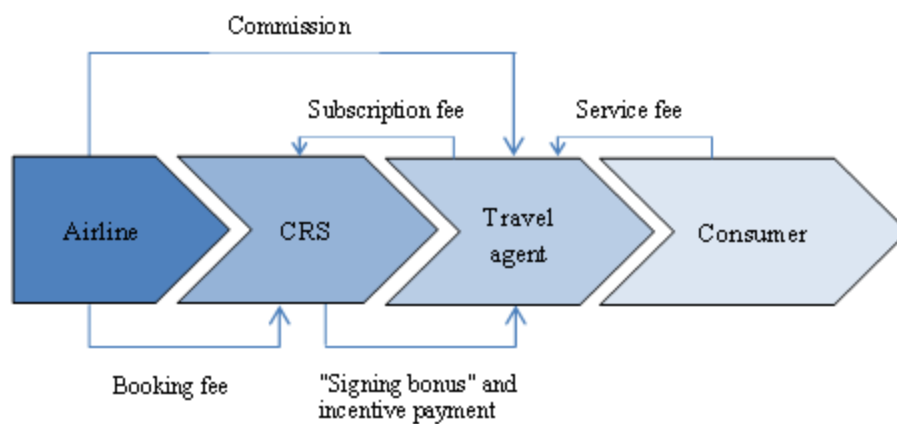 Commission
Subscription fee
Service fee
Airline
CRS
Travel
agent
Consumer
Booking fee
"Signing bonus" and
incentive payment